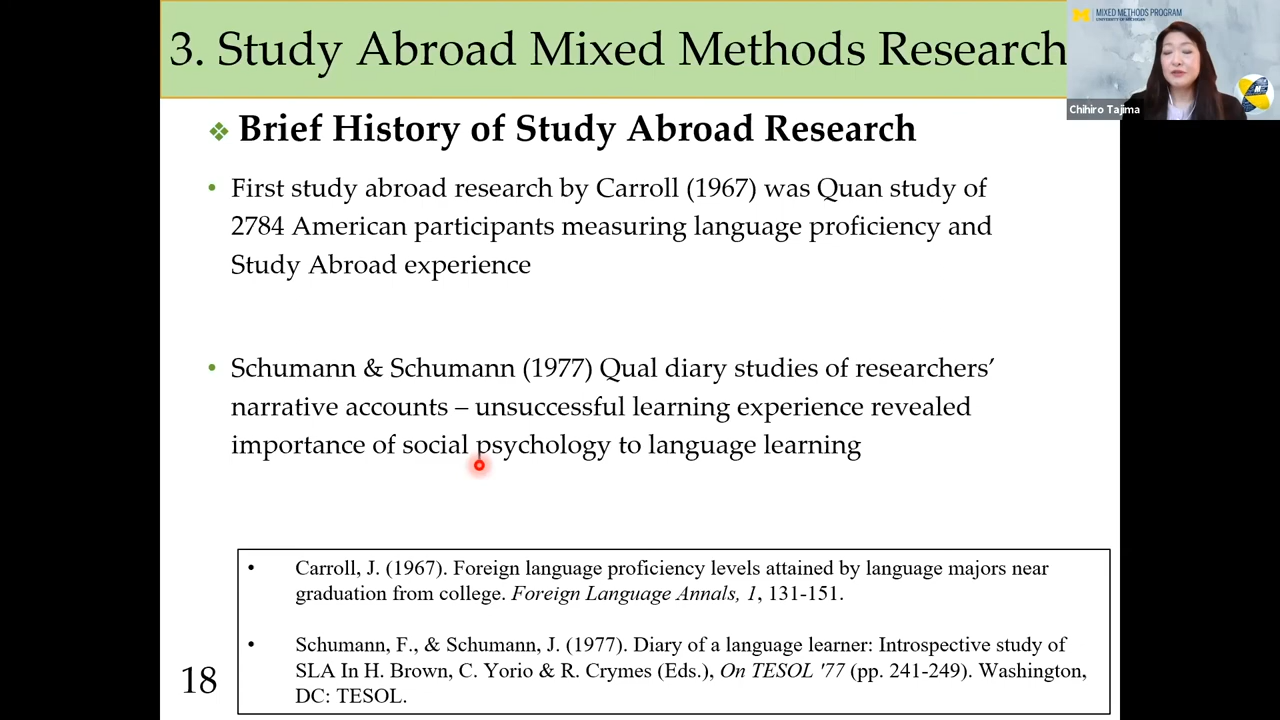 3. Study Abroad Mixed Methods Research
MIXED METHODS PROGRAM
UNIVERSITY OF MICHIGAN
Chihiro Tajima
❖ Brief History of Study Abroad Research
• First study abroad research by Carroll (1967) was Quan study of
2784 American participants measuring language proficiency and
Study Abroad experience
• Schumann & Schumann (1977) Qual diary studies of researchers’
narrative accounts – unsuccessful learning experience revealed
importance of social psychology to language learning
• Carroll, J. (1967). Foreign language proficiency levels attained by language majors near
graduation from college. Foreign Language Annals, 1, 131-151.
• Schumann, F., & Schumann, J. (1977). Diary of a language learner: Introspective study of
SLA In H. Brown, C. Yorio & R. Crymes (Eds.), On TESOL '77 (pp. 241-249). Washington,
DC: TESOL.
18